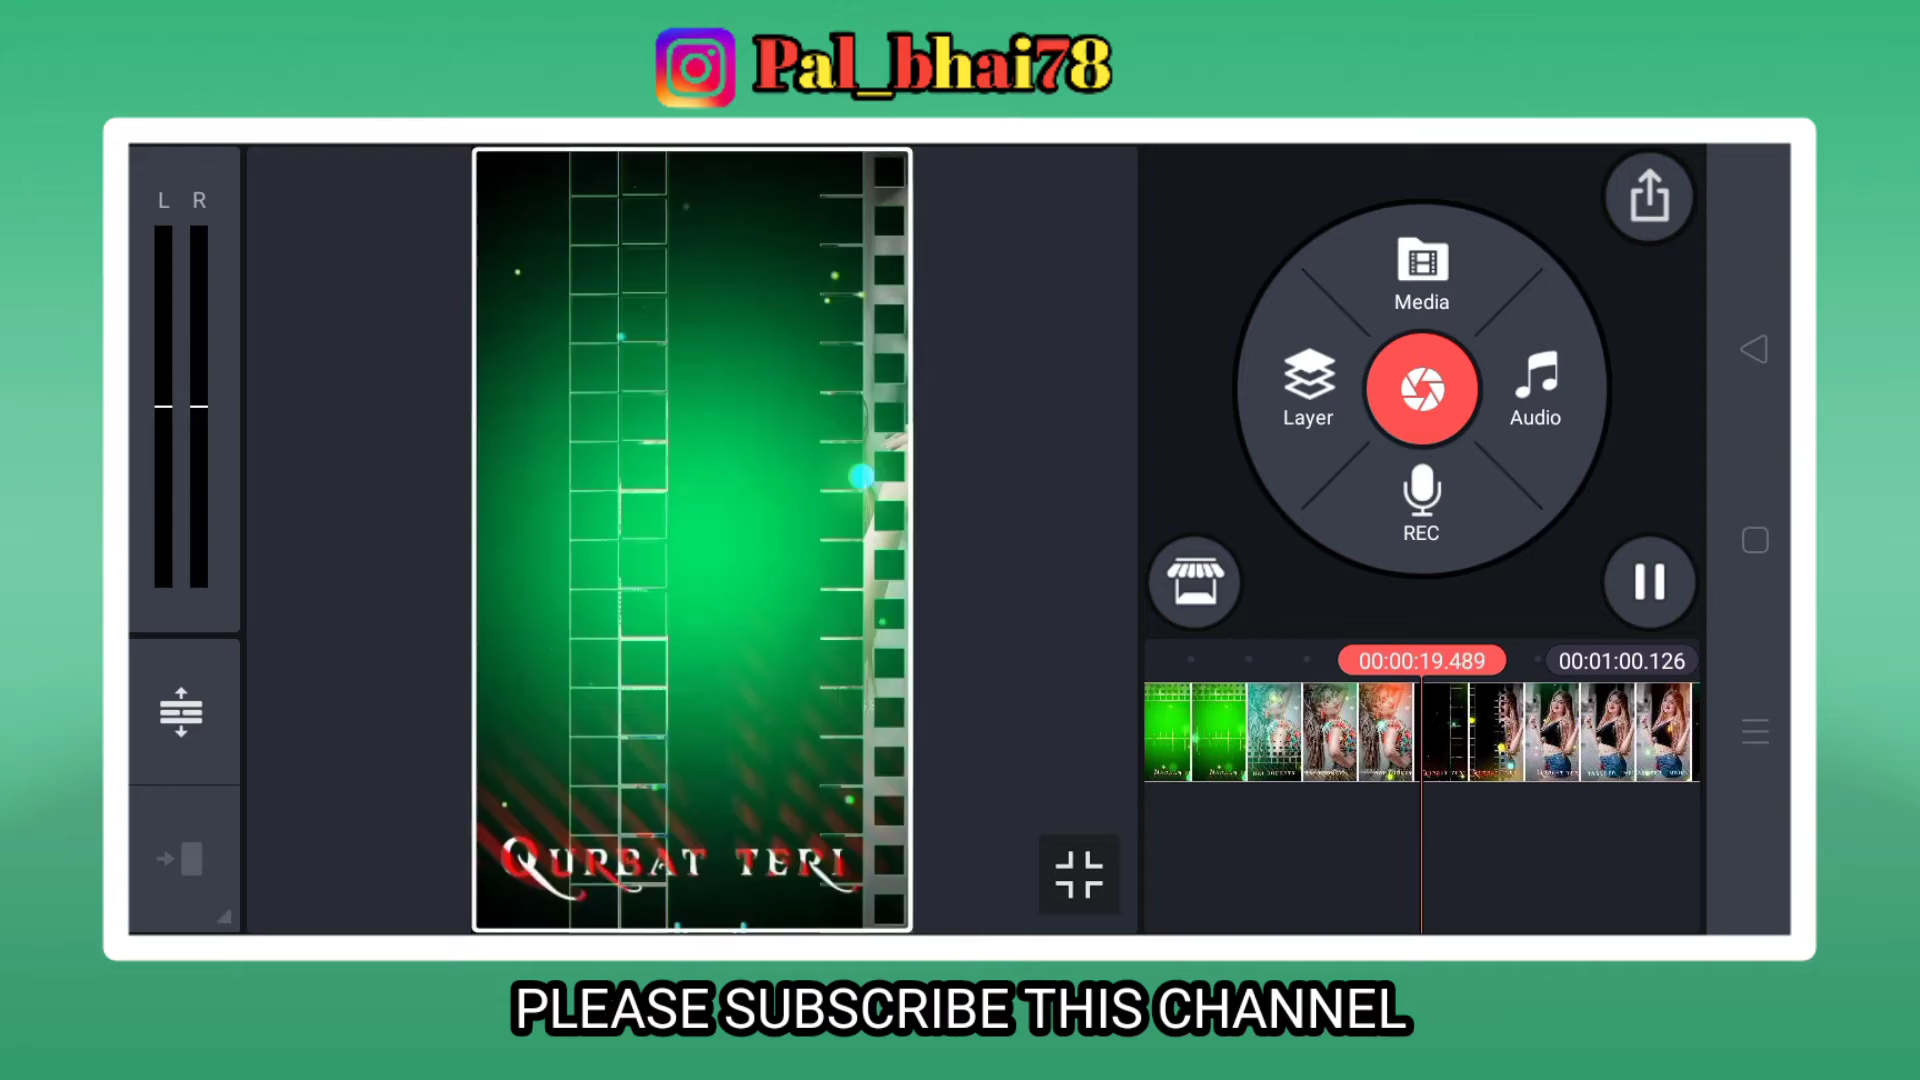 Pal_bhai78
L R
Media
Layer
Audio
REC
00:00:19.489
00:01:00.126
QURBAT TERI
PLEASE SUBSCRIBE THIS CHANNEL